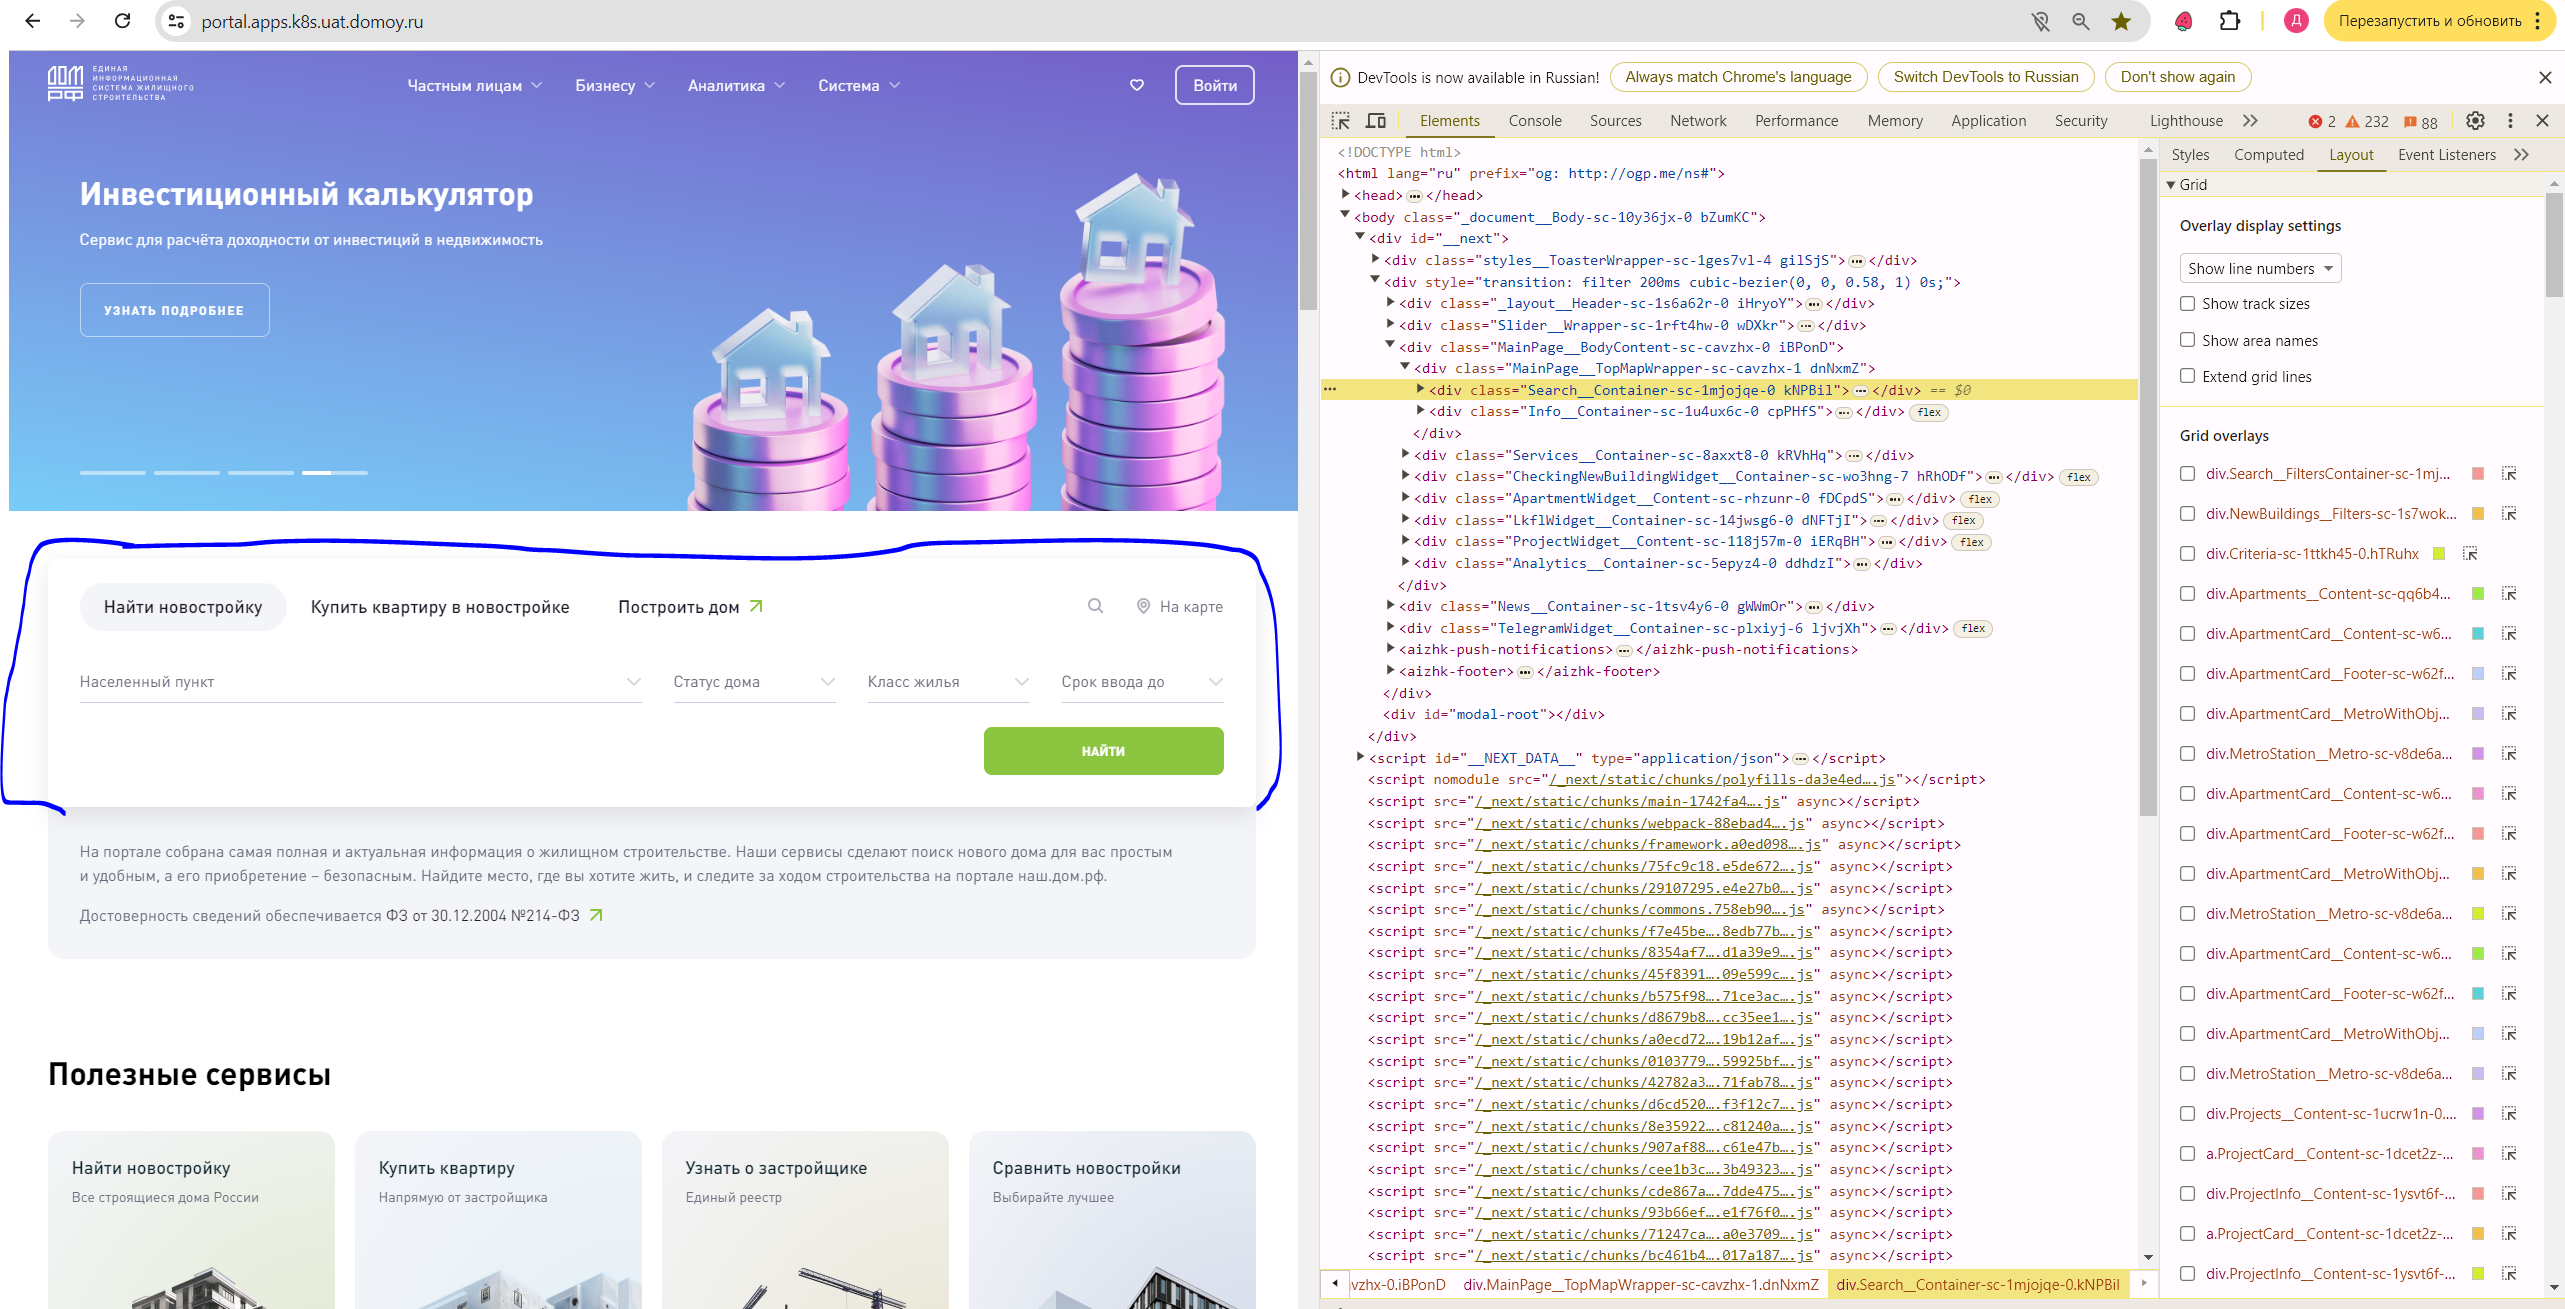 portal.apps.k8s.uat.domoy.ru
Д
Перезапустить и обновить
ДОМ
РФ
ЕДИНАЯ
ИНФОРМАЦИОННАЯ
СИСТЕМА ЖИЛИЩНОГО
СТРОИТЕЛЬСТВА
Частным лицам
Бизнесу
Аналитика
Система
Войти
Инвестиционный калькулятор
Сервис для расчёта доходности от инвестиций в недвижимость
УЗНАТЬ ПОДРОБНЕЕ
Найти новостройку
Купить квартиру в новостройке
Построить дом
На карте
Населенный пункт
Статус дома
Класс жилья
Срок ввода до
НАЙТИ
На портале собрана самая полная и актуальная информация о жилищном строительстве. Наши сервисы сделают поиск нового дома для вас простым
и удобным, а его приобретение – безопасным. Найдите место, где вы хотите жить, и следите за ходом строительства на портале наш.дом.рф.
Достоверность сведений обеспечивается ФЗ от 30.12.2004 №214-ФЗ
Полезные сервисы
Найти новостройку
Все строящиеся дома России
Купить квартиру
Напрямую от застройщика
Узнать о застройщике
Единый реестр
Сравнить новостройки
Выбирайте лучшее
DevTools is now available in Russian!
Always match Chrome's language
Switch DevTools to Russian
Don't show again
Elements
Console
Sources
Network
Performance
Memory
Application
Security
Lighthouse
2
232
88
<!DOCTYPE html>
<html lang="ru" prefix="og: http://ogp.me/ns#">
<head> … </head>
<body class="_document__Body-sc-10y36jx-0 bZumKC">
<div id="__next">
<div class="styles__ToasterWrapper-sc-1ges7vl-4 gilSjS"> … </div>
<div style="transition: filter 200ms cubic-bezier(0, 0, 0.58, 1) 0s;">
<div class="_layout__Header-sc-1s6a62r-0 iHryoY"> … </div>
<div class="Slider__Wrapper-sc-1rft4hw-0 wDXkr"> … </div>
<div class="MainPage__BodyContent-sc-cavzhx-0 iBPonD">
<div class="MainPage__TopMapWrapper-sc-cavzhx-1 dnNxmZ">
<div class="Search__Container-sc-1mjojqe-0 kNPBil"> … </div> == $0
<div class="Info__Container-sc-1u4ux6c-0 cpPHfS"> … </div> flex
</div>
<div class="Services__Container-sc-8axxt8-0 kRVhHq"> … </div>
<div class="CheckingNewBuildingWidget__Container-sc-wo3hng-7 hRhODf"> … </div> flex
<div class="ApartmentWidget__Content-sc-rhzunr-0 fDCpdS"> … </div> flex
<div class="LkflWidget__Container-sc-14jwsg6-0 dNFTjI"> … </div> flex
<div class="ProjectWidget__Content-sc-118j57m-0 iERqBH"> … </div> flex
<div class="Analytics__Container-sc-5epyz4-0 ddhdzI"> … </div>
</div>
<div class="News__Container-sc-1tsv4y6-0 gWWmOr"> … </div>
<div class="TelegramWidget__Container-sc-plxiyj-6 ljvjXh"> … </div> flex
<aizhk-push-notifications> … </aizhk-push-notifications>
<aizhk-footer> … </aizhk-footer>
</div>
<div id="modal-root"></div>
</div>
<script id="__NEXT_DATA__" type="application/json"> … </script>
<script nomodule src="/_next/static/chunks/polyfills-da3e4ed….js"></script>
<script src="/_next/static/chunks/main-1742fa4….js" async></script>
<script src="/_next/static/chunks/webpack-88ebad4….js" async></script>
<script src="/_next/static/chunks/framework.a0ed098….js" async></script>
<script src="/_next/static/chunks/75fc9c18.e5de672….js" async></script>
<script src="/_next/static/chunks/29107295.e4e27b0….js" async></script>
<script src="/_next/static/chunks/commons.758eb90….js" async></script>
<script src="/_next/static/chunks/f7e45be….8edb77b….js" async></script>
<script src="/_next/static/chunks/8354af7….d1a39e9….js" async></script>
<script src="/_next/static/chunks/45f8391….09e599c….js" async></script>
<script src="/_next/static/chunks/b575f98….71ce3ac….js" async></script>
<script src="/_next/static/chunks/d8679b8….cc35ee1….js" async></script>
<script src="/_next/static/chunks/a0ecd72….19b12af….js" async></script>
<script src="/_next/static/chunks/0103779….59925bf….js" async></script>
<script src="/_next/static/chunks/42782a3….71fab78….js" async></script>
<script src="/_next/static/chunks/d6cd520….f3f12c7….js" async></script>
<script src="/_next/static/chunks/8e35922….c81240a….js" async></script>
<script src="/_next/static/chunks/907af88….c61e47b….js" async></script>
<script src="/_next/static/chunks/cee1b3c….3b49323….js" async></script>
<script src="/_next/static/chunks/cde867a….7dde475….js" async></script>
<script src="/_next/static/chunks/93b66ef….e1f76f0….js" async></script>
<script src="/_next/static/chunks/71247ca….a0e3709….js" async></script>
<script src="/_next/static/chunks/bc461b4….017a187….js" async></script>
vzhx-0.iBPonD
div.MainPage__TopMapWrapper-sc-cavzhx-1.dnNxmZ
div.Search__Container-sc-1mjojqe-0.kNPBil
Styles
Computed
Layout
Event Listeners
Grid
Overlay display settings
Show line numbers
Show track sizes
Show area names
Extend grid lines
Grid overlays
div.Search__FiltersContainer-sc-1mj...
div.NewBuildings__Filters-sc-1s7wok...
div.Criteria-sc-1ttkh45-0.hTRuhx
div.Apartments__Content-sc-qq6b4...
div.ApartmentCard__Content-sc-w6...
div.ApartmentCard__Footer-sc-w62f...
div.ApartmentCard__MetroWithObj...
div.MetroStation__Metro-sc-v8de6a...
div.ApartmentCard__Content-sc-w6...
div.ApartmentCard__Footer-sc-w62f...
div.ApartmentCard__MetroWithObj...
div.MetroStation__Metro-sc-v8de6a...
div.ApartmentCard__Content-sc-w6...
div.ApartmentCard__Footer-sc-w62f...
div.ApartmentCard__MetroWithObj...
div.MetroStation__Metro-sc-v8de6a...
div.Projects__Content-sc-1ucrw1n-0....
a.ProjectCard__Content-sc-1dcet2z-...
div.ProjectInfo__Content-sc-1ysvt6f-...
a.ProjectCard__Content-sc-1dcet2z-...
div.ProjectInfo__Content-sc-1ysvt6f-...